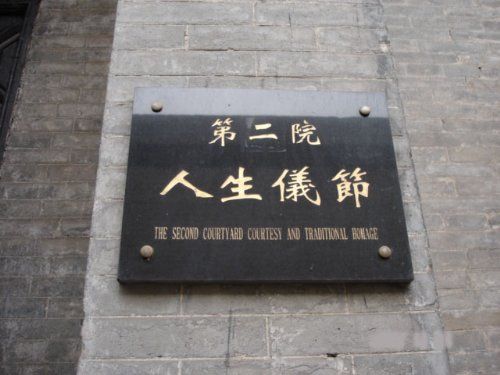 第二院
人生儀節
THE SECOND COURTYARD COURTESY AND TRADITIONAL HOMAGE